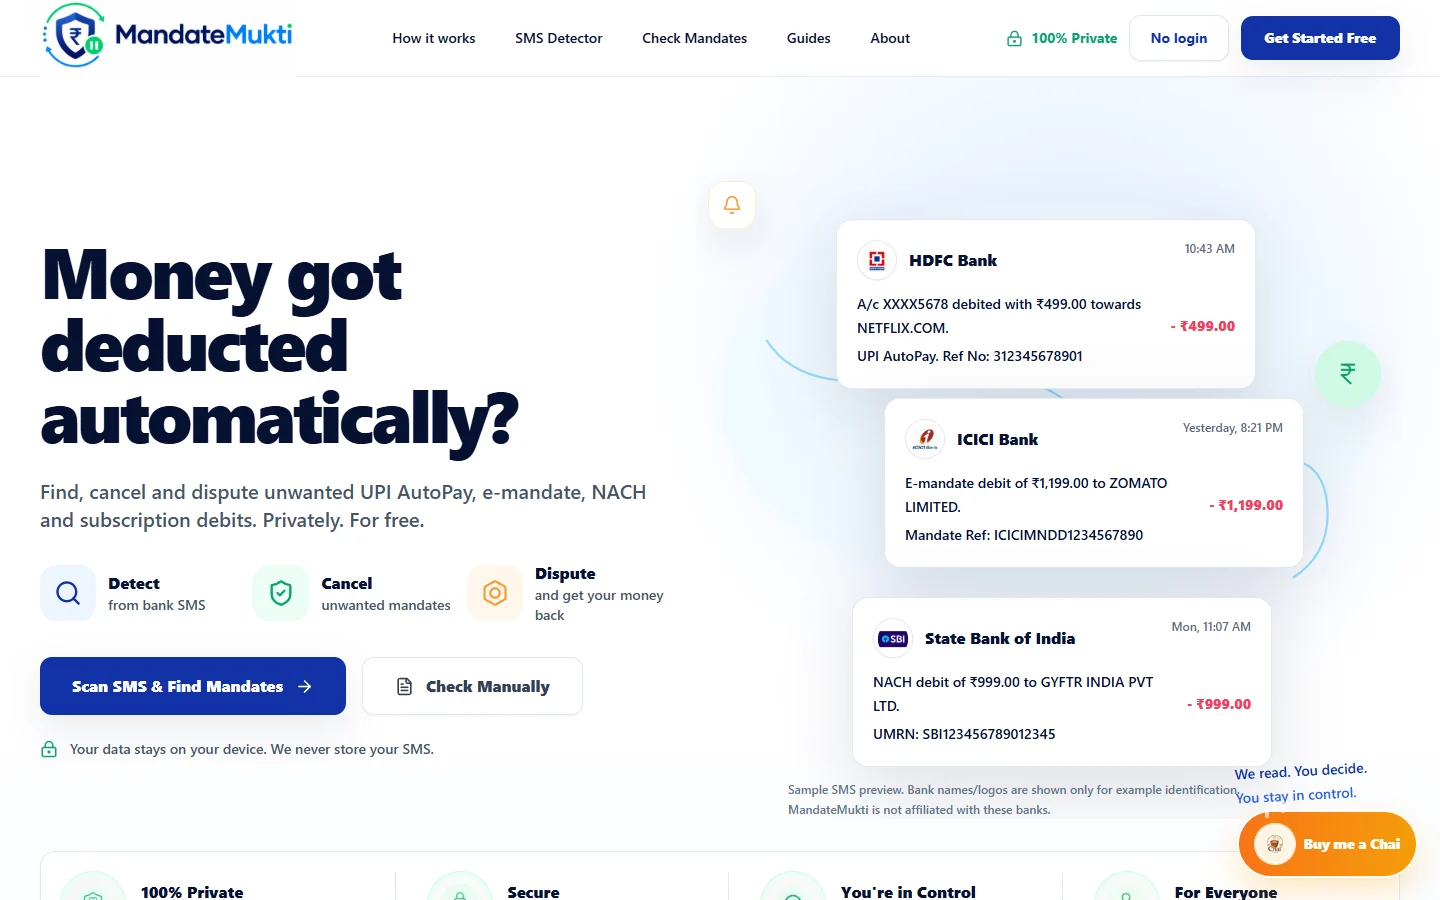 MandateMukti
How it works
SMS Detector
Check Mandates
Guides
About
100% Private
No login
Get Started Free
Money got
deducted
automatically?
Find, cancel and dispute unwanted UPI AutoPay, e-mandate, NACH
and subscription debits. Privately. For free.
Detect
from bank SMS
Cancel
unwanted mandates
Dispute
and get your money
back
Scan SMS & Find Mandates
Check Manually
Your data stays on your device. We never store your SMS.
HDFC Bank
10:43 AM
A/c XXXX5678 debited with ₹499.00 towards
NETFLIX.COM.
- ₹499.00
UPI AutoPay. Ref No: 312345678901
ICICI Bank
Yesterday, 8:21 PM
E-mandate debit of ₹1,199.00 to ZOMATO
LIMITED.
- ₹1,199.00
Mandate Ref: ICICIMNDD1234567890
SBI
State Bank of India
Mon, 11:07 AM
NACH debit of ₹999.00 to GYFTR INDIA PVT
LTD.
- ₹999.00
UMRN: SBI123456789012345
We read. You decide.
You stay in control.
Sample SMS preview. Bank names/logos are shown only for example identification.
MandateMukti is not affiliated with these banks.
Buy me a Chai
100% Private
Secure
You're in Control
For Everyone